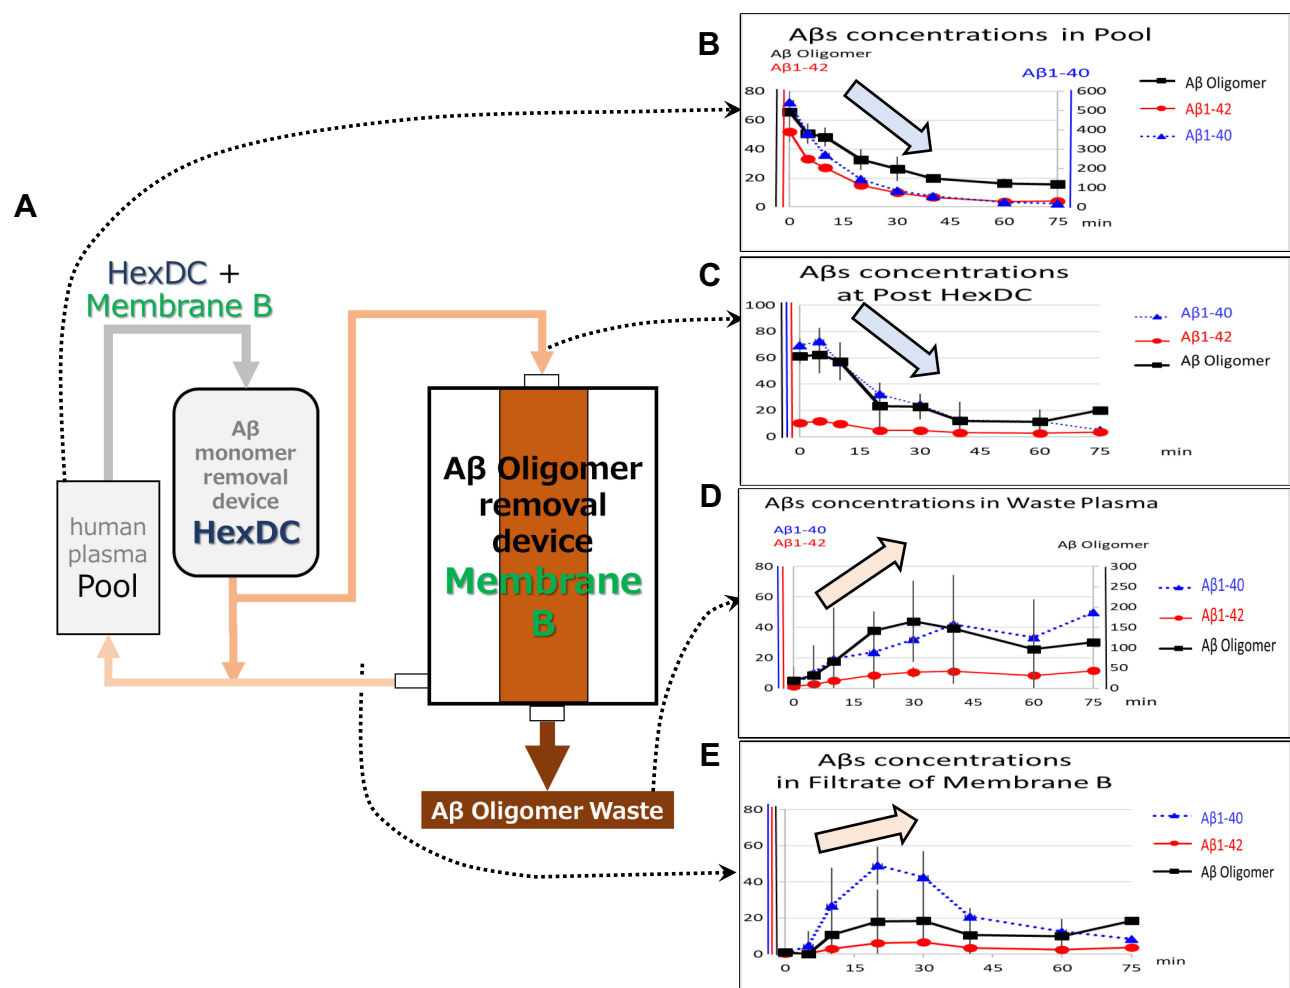 A
HexDC +
Membrane B
Aβ
monomer
removal
device
HexDC
human
plasma
Pool
Aβ Oligomer
removal
device
Membrane
B
Aβ Oligomer Waste
B
Aβs concentrations in Pool
Aβ Oligomer
Aβ1-42
Aβ1-40
80
60
40
20
0
600
500
400
300
200
100
0
0 15 30 45 60 75 min
Aβ Oligomer
Aβ1-42
Aβ1-40
C
Aβs concentrations
at Post HexDC
100
80
60
40
20
0
0 15 30 45 60 75 min
Aβ1-40
Aβ1-42
Aβ Oligomer
D
Aβs concentrations in Waste Plasma
Aβ1-40
Aβ1-42
Aβ Oligomer
80
60
40
20
0
300
250
200
150
100
50
0
0 15 30 45 60 75 min
Aβ1-40
Aβ1-42
Aβ Oligomer
E
Aβs concentrations
in Filtrate of Membrane B
80
60
40
20
0
0 15 30 45 60 75 min
Aβ1-40
Aβ1-42
Aβ Oligomer